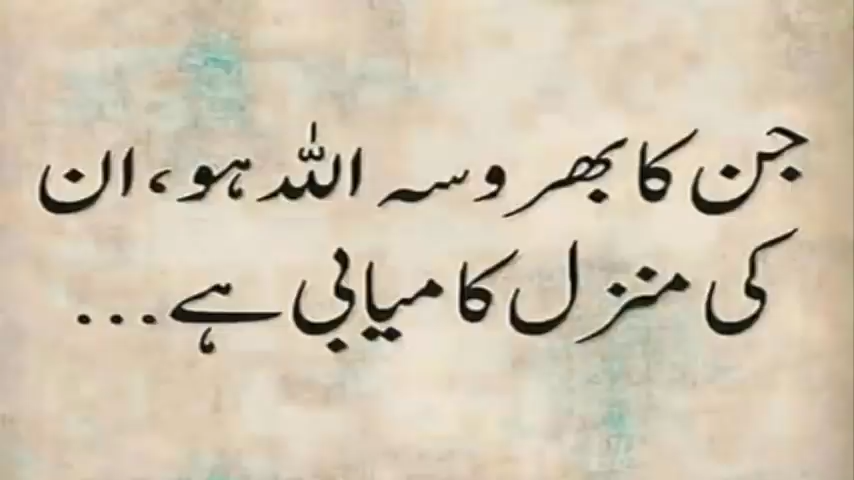 جن کا بھروسہ اللہ ہو، ان
کی منزل کامیابی ہے...